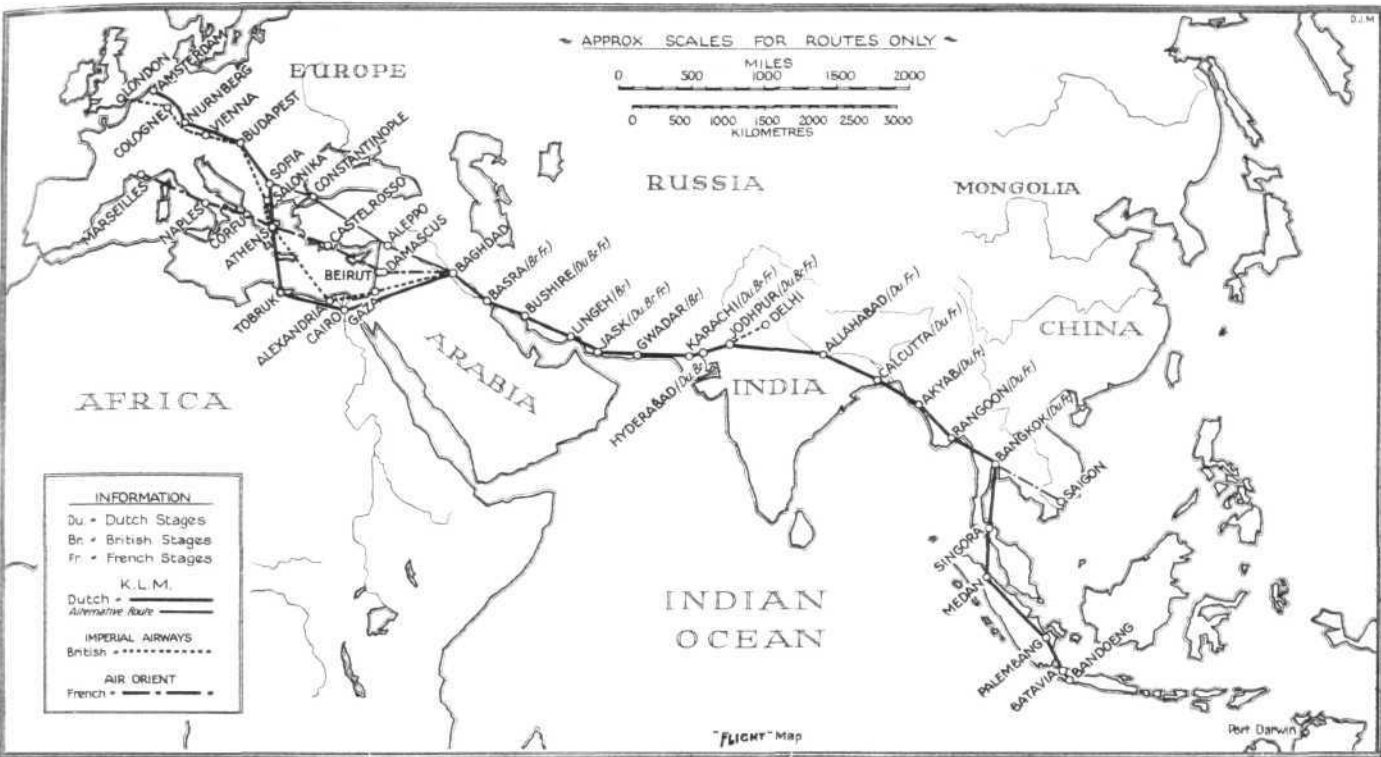 D.J.M
~ APPROX SCALES FOR ROUTES ONLY ~
MILES
0 500 1000 1500 2000
0 500 1000 1500 2000 2500 3000
KILOMETRES
EUROPE
RUSSIA
MONGOLIA
CHINA
INDIA
ARABIA
AFRICA
INDIAN
OCEAN
LONDON
AMSTERDAM
COLOGNE
NURNBERG
VIENNA
BUDAPEST
SOFIA
SALONIKA
CONSTANTINOPLE
MARSEILLES
NAPLES
CORFU
ATHENS
CASTELROSSO
ALEPPO
DAMASCUS
BEIRUT
BAGHDAD
TOBRUK
ALEXANDRIA
CAIRO
GAZA
BASRA (Br. Fr.)
BUSHIRE (Du. Br. Fr.)
LINGEH (Br)
JASK (Du. Br. Fr.)
GWADAR (Br.)
KARACHI (Du. Br. Fr.)
HYDERABAD (Du. Br.)
JODHPUR (Du. Br. Fr.)
DELHI
ALLAHABAD (Du. Fr.)
CALCUTTA (Du. Fr.)
AKYAB (Du. Fr.)
RANGOON (Du. Fr.)
BANGKOK (Du. Fr.)
SAIGON
SINGORA
MEDAN
PALEMBANG
BATAVIA
BANDOENG
Port Darwin
INFORMATION
Du. = Dutch Stages
Br. = British Stages
Fr. = French Stages
K.L.M.
Dutch =
Alternative Route
IMPERIAL AIRWAYS
British =
AIR ORIENT
French =
"FLIGHT" Map